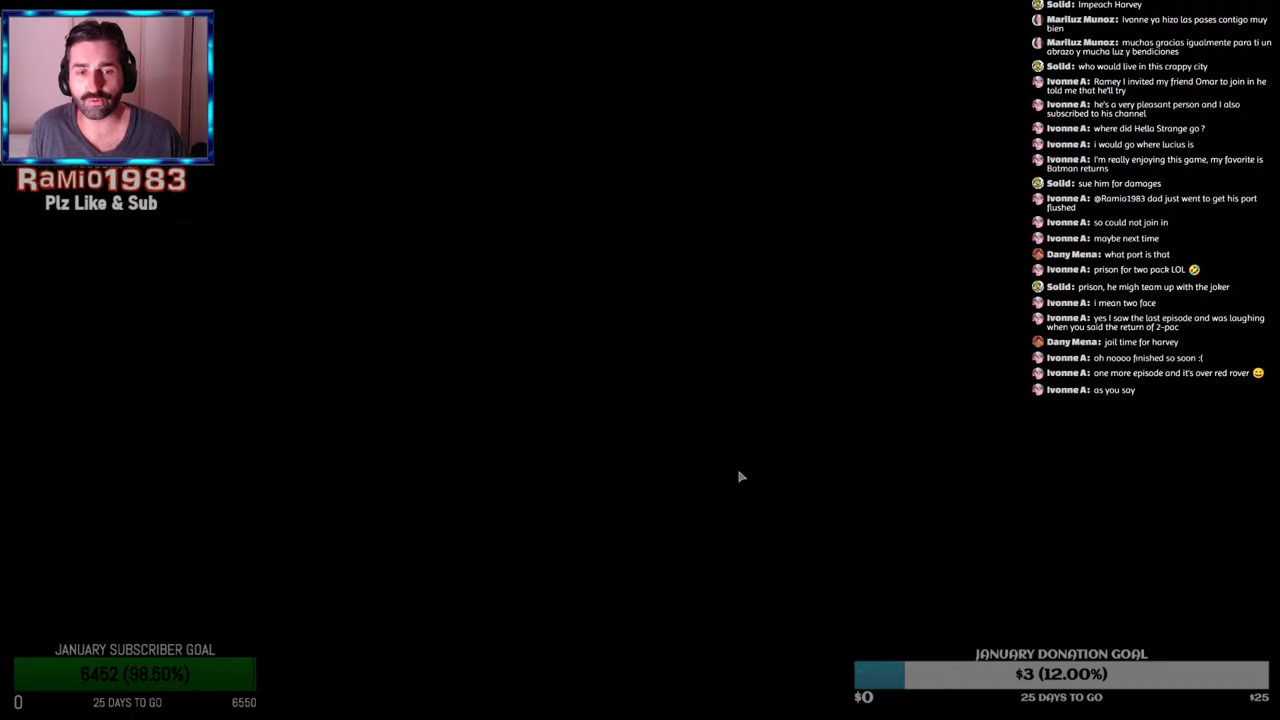 RaMiO1983
Plz Like & Sub
Solid: Impeach Harvey
Mariluz Munoz: Ivonne ya hizo las pases contigo muy
bien
Mariluz Munoz: muchas gracias igualmente para ti un
abrazo y mucha luz y bendiciones
Solid: who would live in this crappy city
Ivonne A: Ramey I invited my friend Omar to join in he
told me that he'll try
Ivonne A: he's a very pleasant person and I also
subscribed to his channel
Ivonne A: where did Hella Strange go ?
Ivonne A: i would go where lucius is
Ivonne A: I'm really enjoying this game, my favorite is
Batman returns
Solid: sue him for damages
Ivonne A: @Ramio1983 dad just went to get his port
flushed
Ivonne A: so could not join in
Ivonne A: maybe next time
Dany Mena: what port is that
Ivonne A: prison for two pack LOL 🤣
Solid: prison, he migh team up with the joker
Ivonne A: i mean two face
Ivonne A: yes I saw the last episode and was laughing
when you said the return of 2-pac
Dany Mena: jail time for harvey
Ivonne A: oh noooo finished so soon :(
Ivonne A: one more episode and it's over red rover 😄
Ivonne A: as you say
JANUARY SUBSCRIBER GOAL
6452 (98.50%)
0 25 DAYS TO GO 6550
JANUARY DONATION GOAL
$3 (12.00%)
$0 25 DAYS TO GO $25